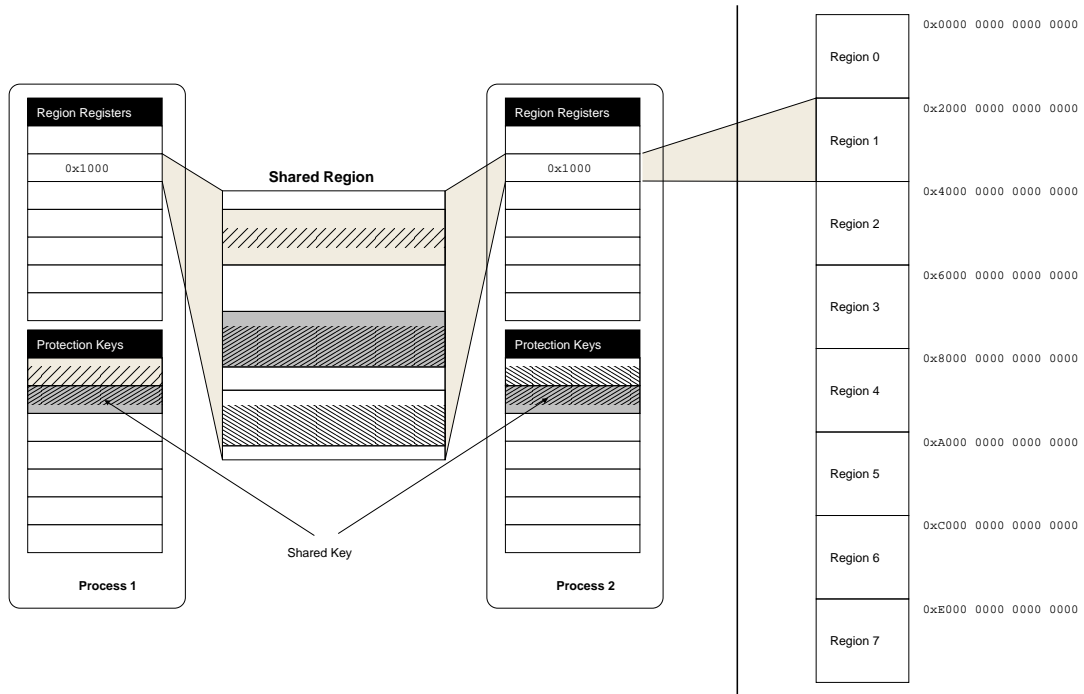 Region Registers
0x1000
Protection Keys
Process 1
Shared Region
Shared Key
Region Registers
0x1000
Protection Keys
Process 2
0x0000 0000 0000 0000
Region 0
0x2000 0000 0000 0000
Region 1
0x4000 0000 0000 0000
Region 2
0x6000 0000 0000 0000
Region 3
0x8000 0000 0000 0000
Region 4
0xA000 0000 0000 0000
Region 5
0xC000 0000 0000 0000
Region 6
0xE000 0000 0000 0000
Region 7